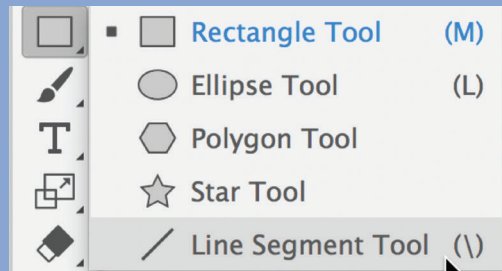 Rectangle Tool (M)
Ellipse Tool (L)
T Polygon Tool
Star Tool
Line Segment Tool (\)